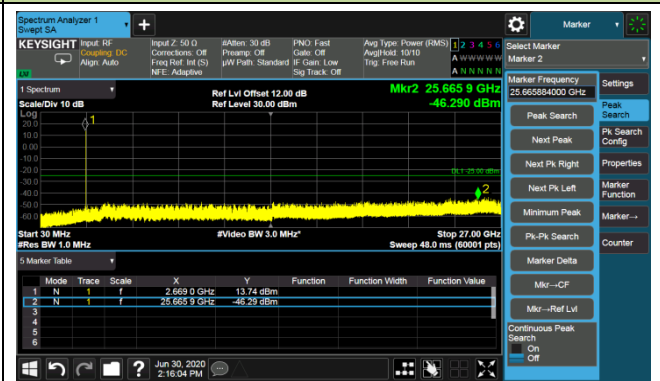 Spectrum Analyzer 1
Swept SA
+
Marker
KEYSIGHT
Input: RF
Coupling: DC
Align: Auto
Input Z: 50 Ω
Corrections: Off
Freq Ref: Int (S)
NFE: Adaptive
#Atten: 30 dB
Preamp: Off
µW Path: Standard
PNO: Fast
Gate: Off
IF Gain: Low
Sig Track: Off
Avg Type: Power (RMS)
Avg|Hold: 10/10
Trig: Free Run
1 2 3 4 5 6
A W W W W W
A N N N N N
Select Marker
Marker 2
1 Spectrum
Scale/Div 10 dB
Ref Lvl Offset 12.00 dB
Ref Level 30.00 dBm
Mkr2 25.665 9 GHz
-46.290 dBm
Log
20.0
10.0
0.00
-10.0
-20.0
-30.0
-40.0
-50.0
-60.0
1
DL1 -25.00 dBm
2
Start 30 MHz
#Res BW 1.0 MHz
#Video BW 3.0 MHz*
Stop 27.00 GHz
Sweep 48.0 ms (60001 pts)
5 Marker Table
Mode Trace Scale X Y Function Function Width Function Value
1 N 1 f 2.669 0 GHz 13.74 dBm
2 N 1 f 25.665 9 GHz -46.29 dBm
3
4
5
6
Marker Frequency
25.665884000 GHz
Peak Search
Next Peak
Next Pk Right
Next Pk Left
Minimum Peak
Pk-Pk Search
Marker Delta
Mkr→CF
Mkr→Ref Lvl
Continuous Peak Search
On
Off
Settings
Peak Search
Pk Search Config
Properties
Marker Function
Marker→
Counter
?
Jun 30, 2020
2:16:04 PM